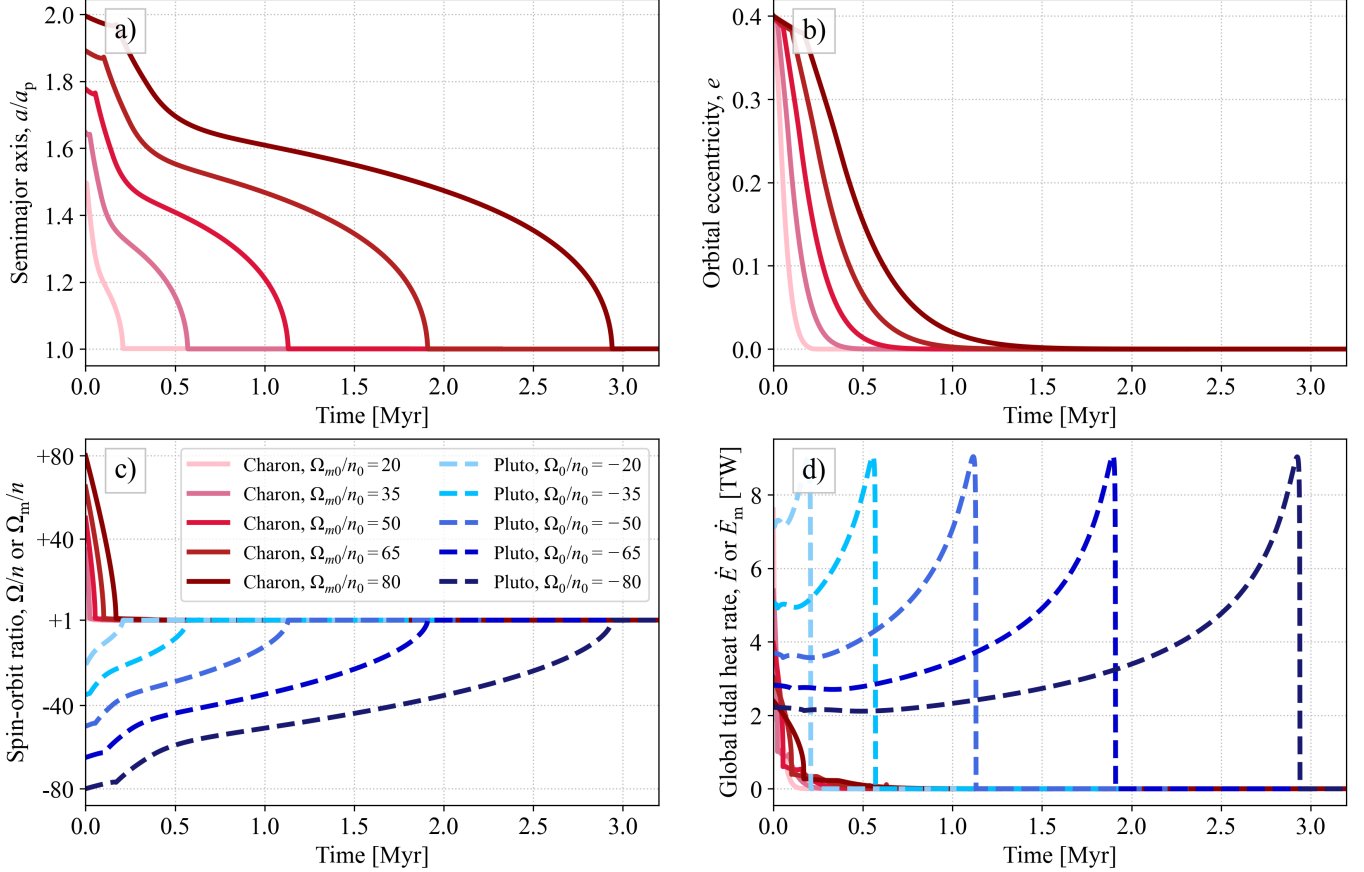 a)
Semimajor axis, a/aₚ
2.0
1.8
1.6
1.4
1.2
1.0
0.0 0.5 1.0 1.5 2.0 2.5 3.0
Time [Myr]
b)
Orbital eccentricity, e
0.4
0.3
0.2
0.1
0.0
0.0 0.5 1.0 1.5 2.0 2.5 3.0
Time [Myr]
c)
Spin-orbit ratio, Ω/n or Ωₘ/n
+80
+40
+1
-40
-80
Charon, Ωₘ₀/n₀ = 20
Charon, Ωₘ₀/n₀ = 35
Charon, Ωₘ₀/n₀ = 50
Charon, Ωₘ₀/n₀ = 65
Charon, Ωₘ₀/n₀ = 80
Pluto, Ω₀/n₀ = −20
Pluto, Ω₀/n₀ = −35
Pluto, Ω₀/n₀ = −50
Pluto, Ω₀/n₀ = −65
Pluto, Ω₀/n₀ = −80
0.0 0.5 1.0 1.5 2.0 2.5 3.0
Time [Myr]
d)
Global tidal heat rate, Ė or Ėₘ [TW]
8
6
4
2
0
0.0 0.5 1.0 1.5 2.0 2.5 3.0
Time [Myr]